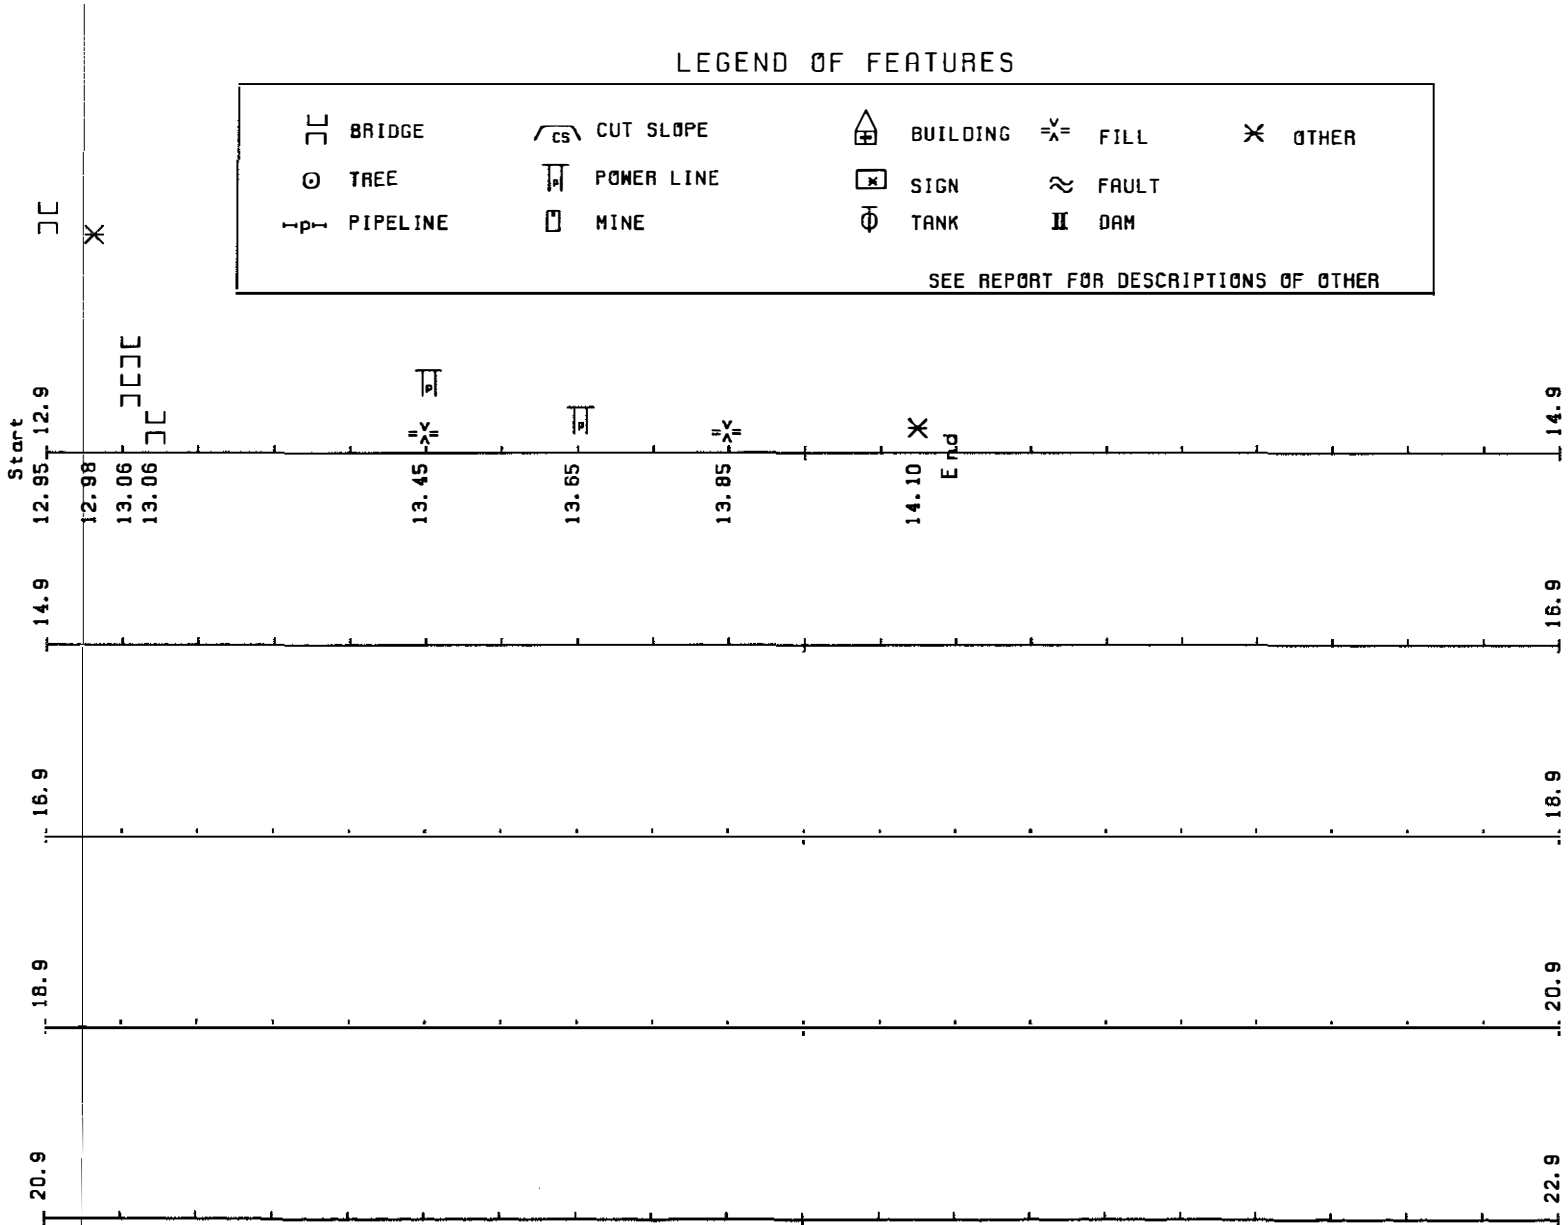 LEGEND OF FEATURES
BRIDGE
CUT SLOPE
CS
BUILDING
FILL
OTHER
TREE
POWER LINE
p
SIGN
FAULT
p
PIPELINE
MINE
TANK
DAM
SEE REPORT FOR DESCRIPTIONS OF OTHER
p
p
Start
12.9
14.9
12.95
12.98
13.06
13.06
13.45
13.65
13.85
14.10
End
14.9
16.9
16.9
18.9
18.9
20.9
20.9
22.9